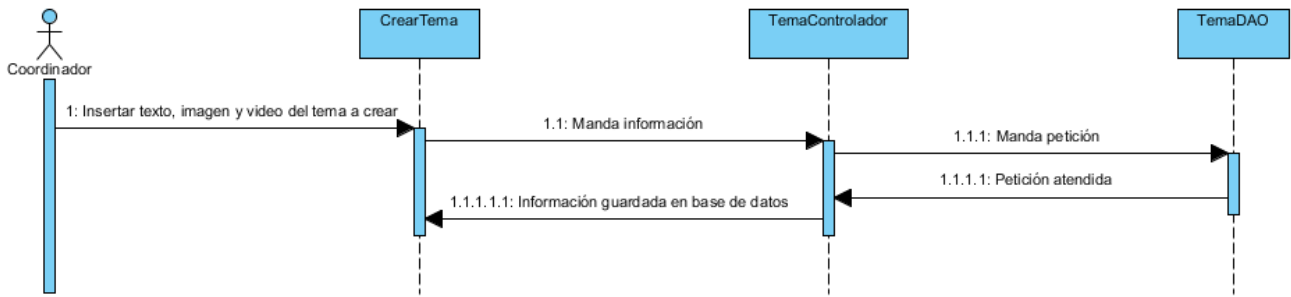 CrearTema
TemaControlador
TemaDAO
Coordinador
1: Insertar texto, imagen y video del tema a crear
1.1: Manda información
1.1.1: Manda petición
1.1.1.1: Petición atendida
1.1.1.1.1: Información guardada en base de datos